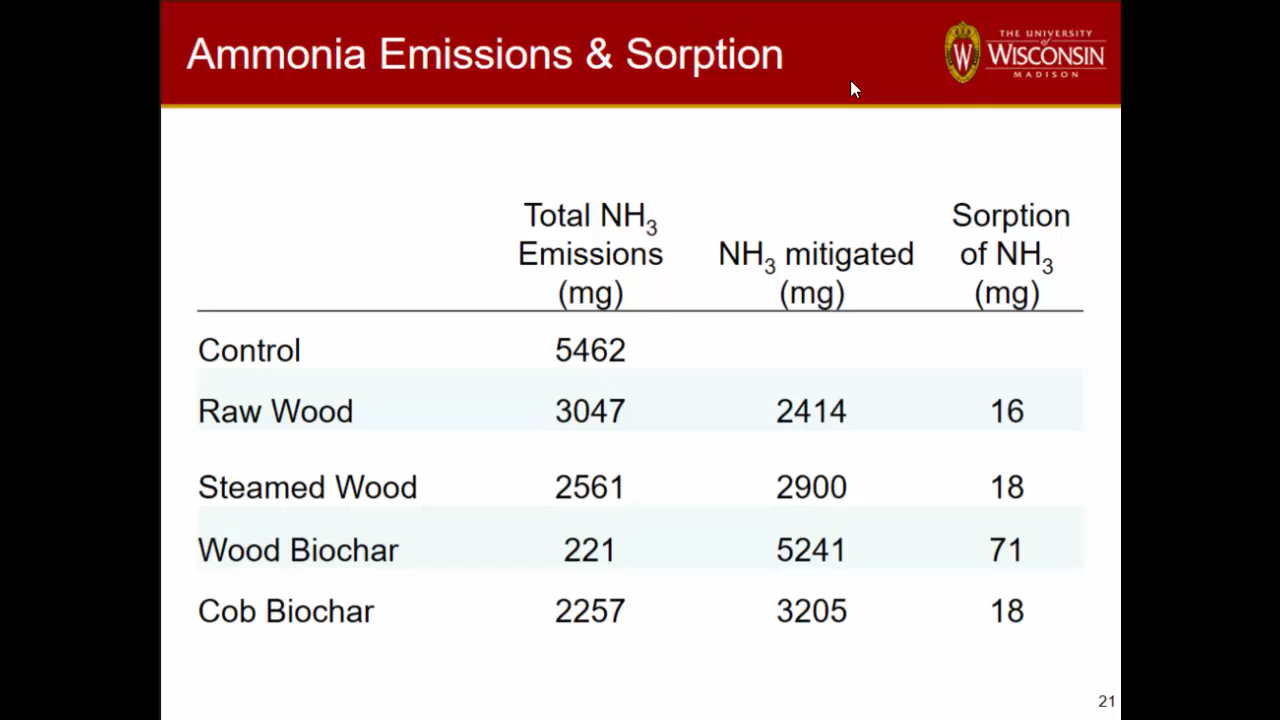 Ammonia Emissions & Sorption
THE UNIVERSITY
of
WISCONSIN
MADISON
Total NH₃ Emissions (mg) NH₃ mitigated (mg) Sorption of NH₃ (mg)
Control 5462
Raw Wood 3047 2414 16
Steamed Wood 2561 2900 18
Wood Biochar 221 5241 71
Cob Biochar 2257 3205 18
21